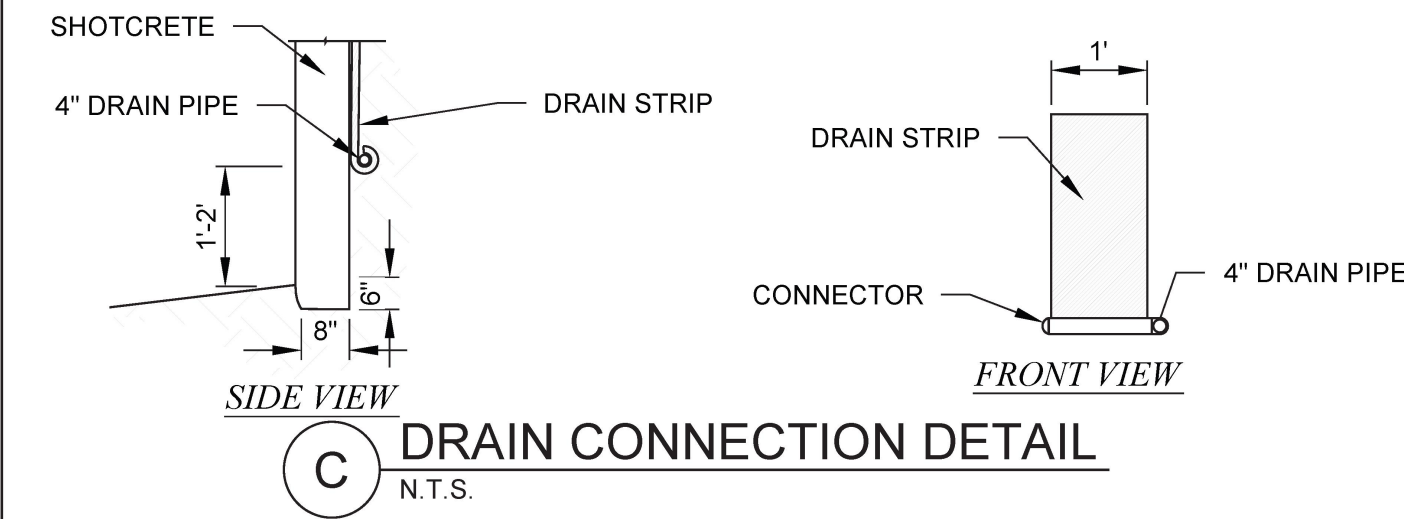 SHOTCRETE
4" DRAIN PIPE
DRAIN STRIP
1'-2'
6"
8"
SIDE VIEW
1'
DRAIN STRIP
CONNECTOR
4" DRAIN PIPE
FRONT VIEW
C
DRAIN CONNECTION DETAIL
N.T.S.